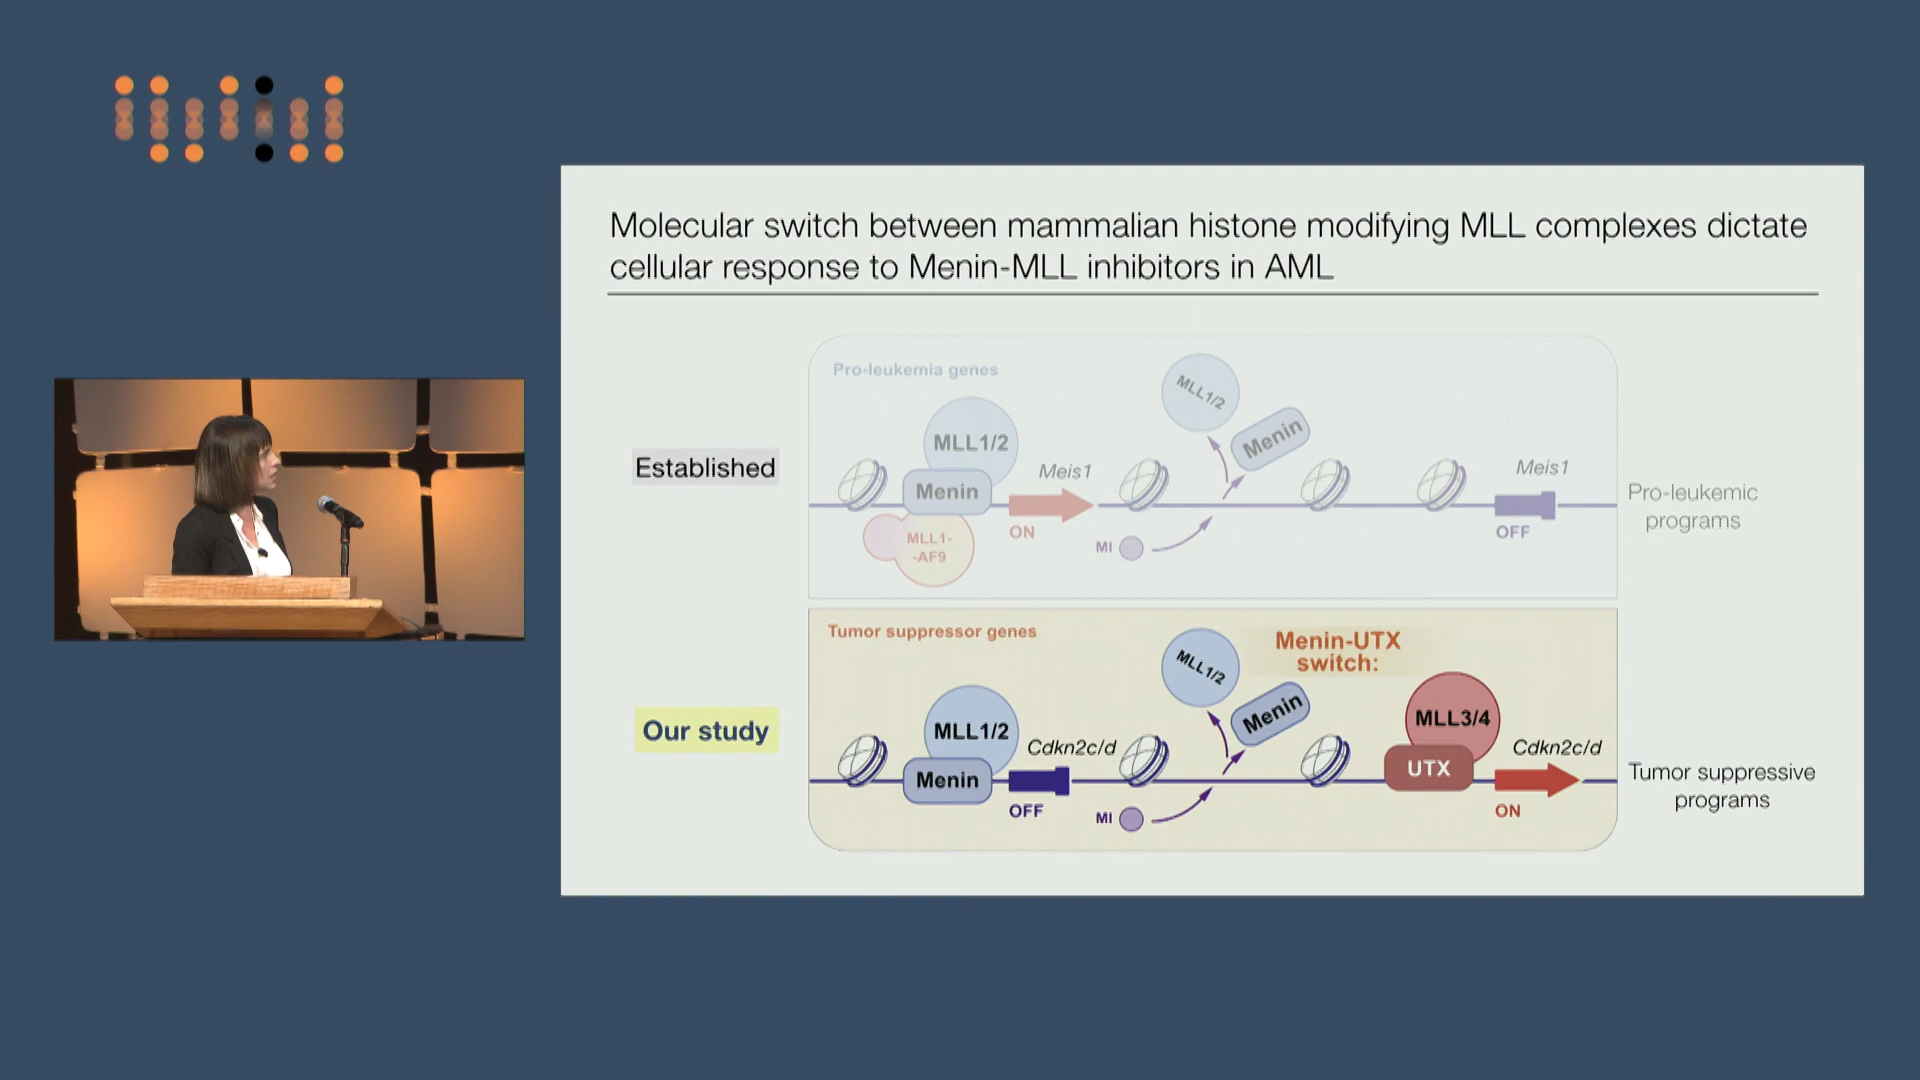 Molecular switch between mammalian histone modifying MLL complexes dictate
cellular response to Menin-MLL inhibitors in AML
Pro-leukemia genes
MLL1/2
MLL1/2
Menin
Established
Meis1
Meis1
Menin
Pro-leukemic
programs
ON
OFF
MLL1-
-AF9
MI
Tumor suppressor genes
Menin-UTX
switch:
MLL1/2
Menin
MLL3/4
Our study
MLL1/2
Cdkn2c/d
Cdkn2c/d
UTX
Menin
Tumor suppressive
programs
OFF
MI
ON